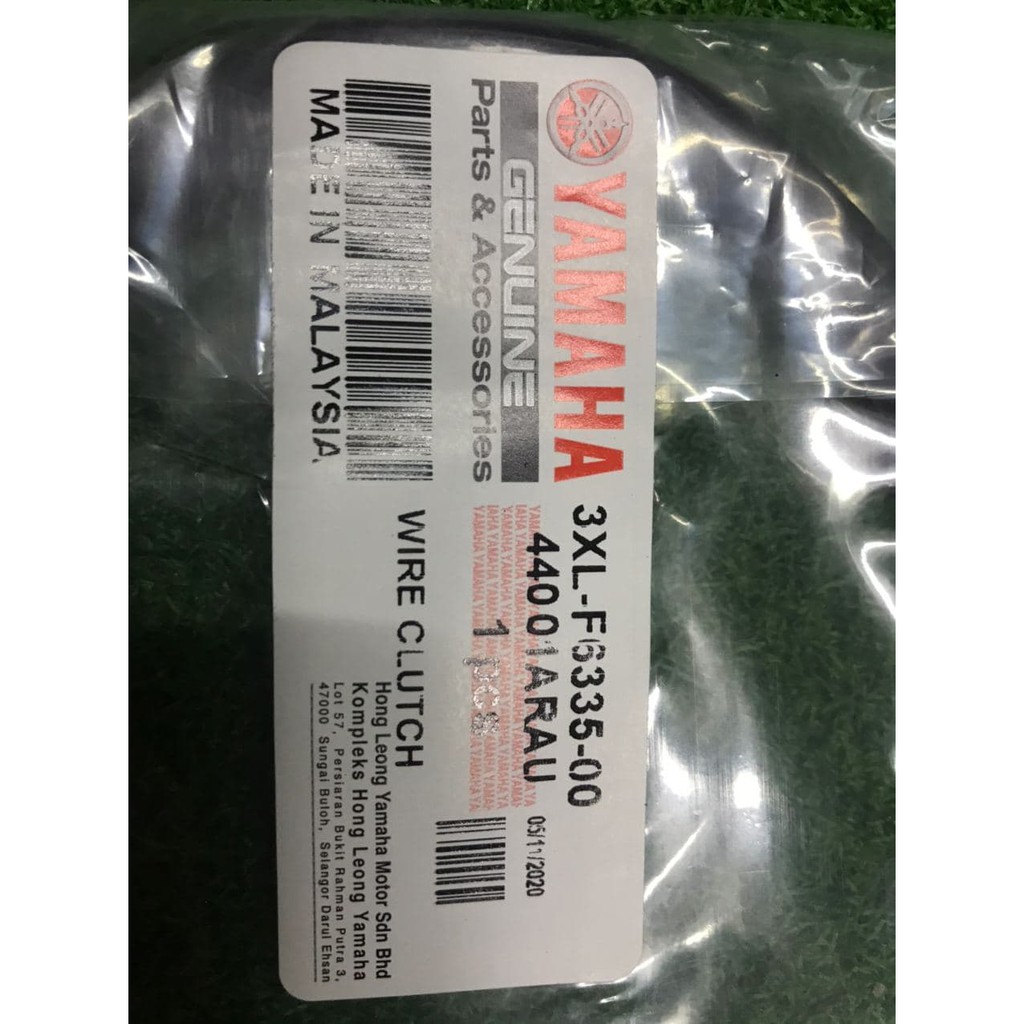 YAMAHA
GENUINE
Parts & Accessories
MADE IN MALAYSIA
3XL-F6335-00
44001ARAU
1 pcs
05/11/2020
WIRE CLUTCH
Hong Leong Yamaha Motor Sdn Bhd
Kompleks Hong Leong Yamaha
Lot 57, Persiaran Bukit Rahman Putra 3,
47000 Sungai Buloh, Selangor Darul Ehsan